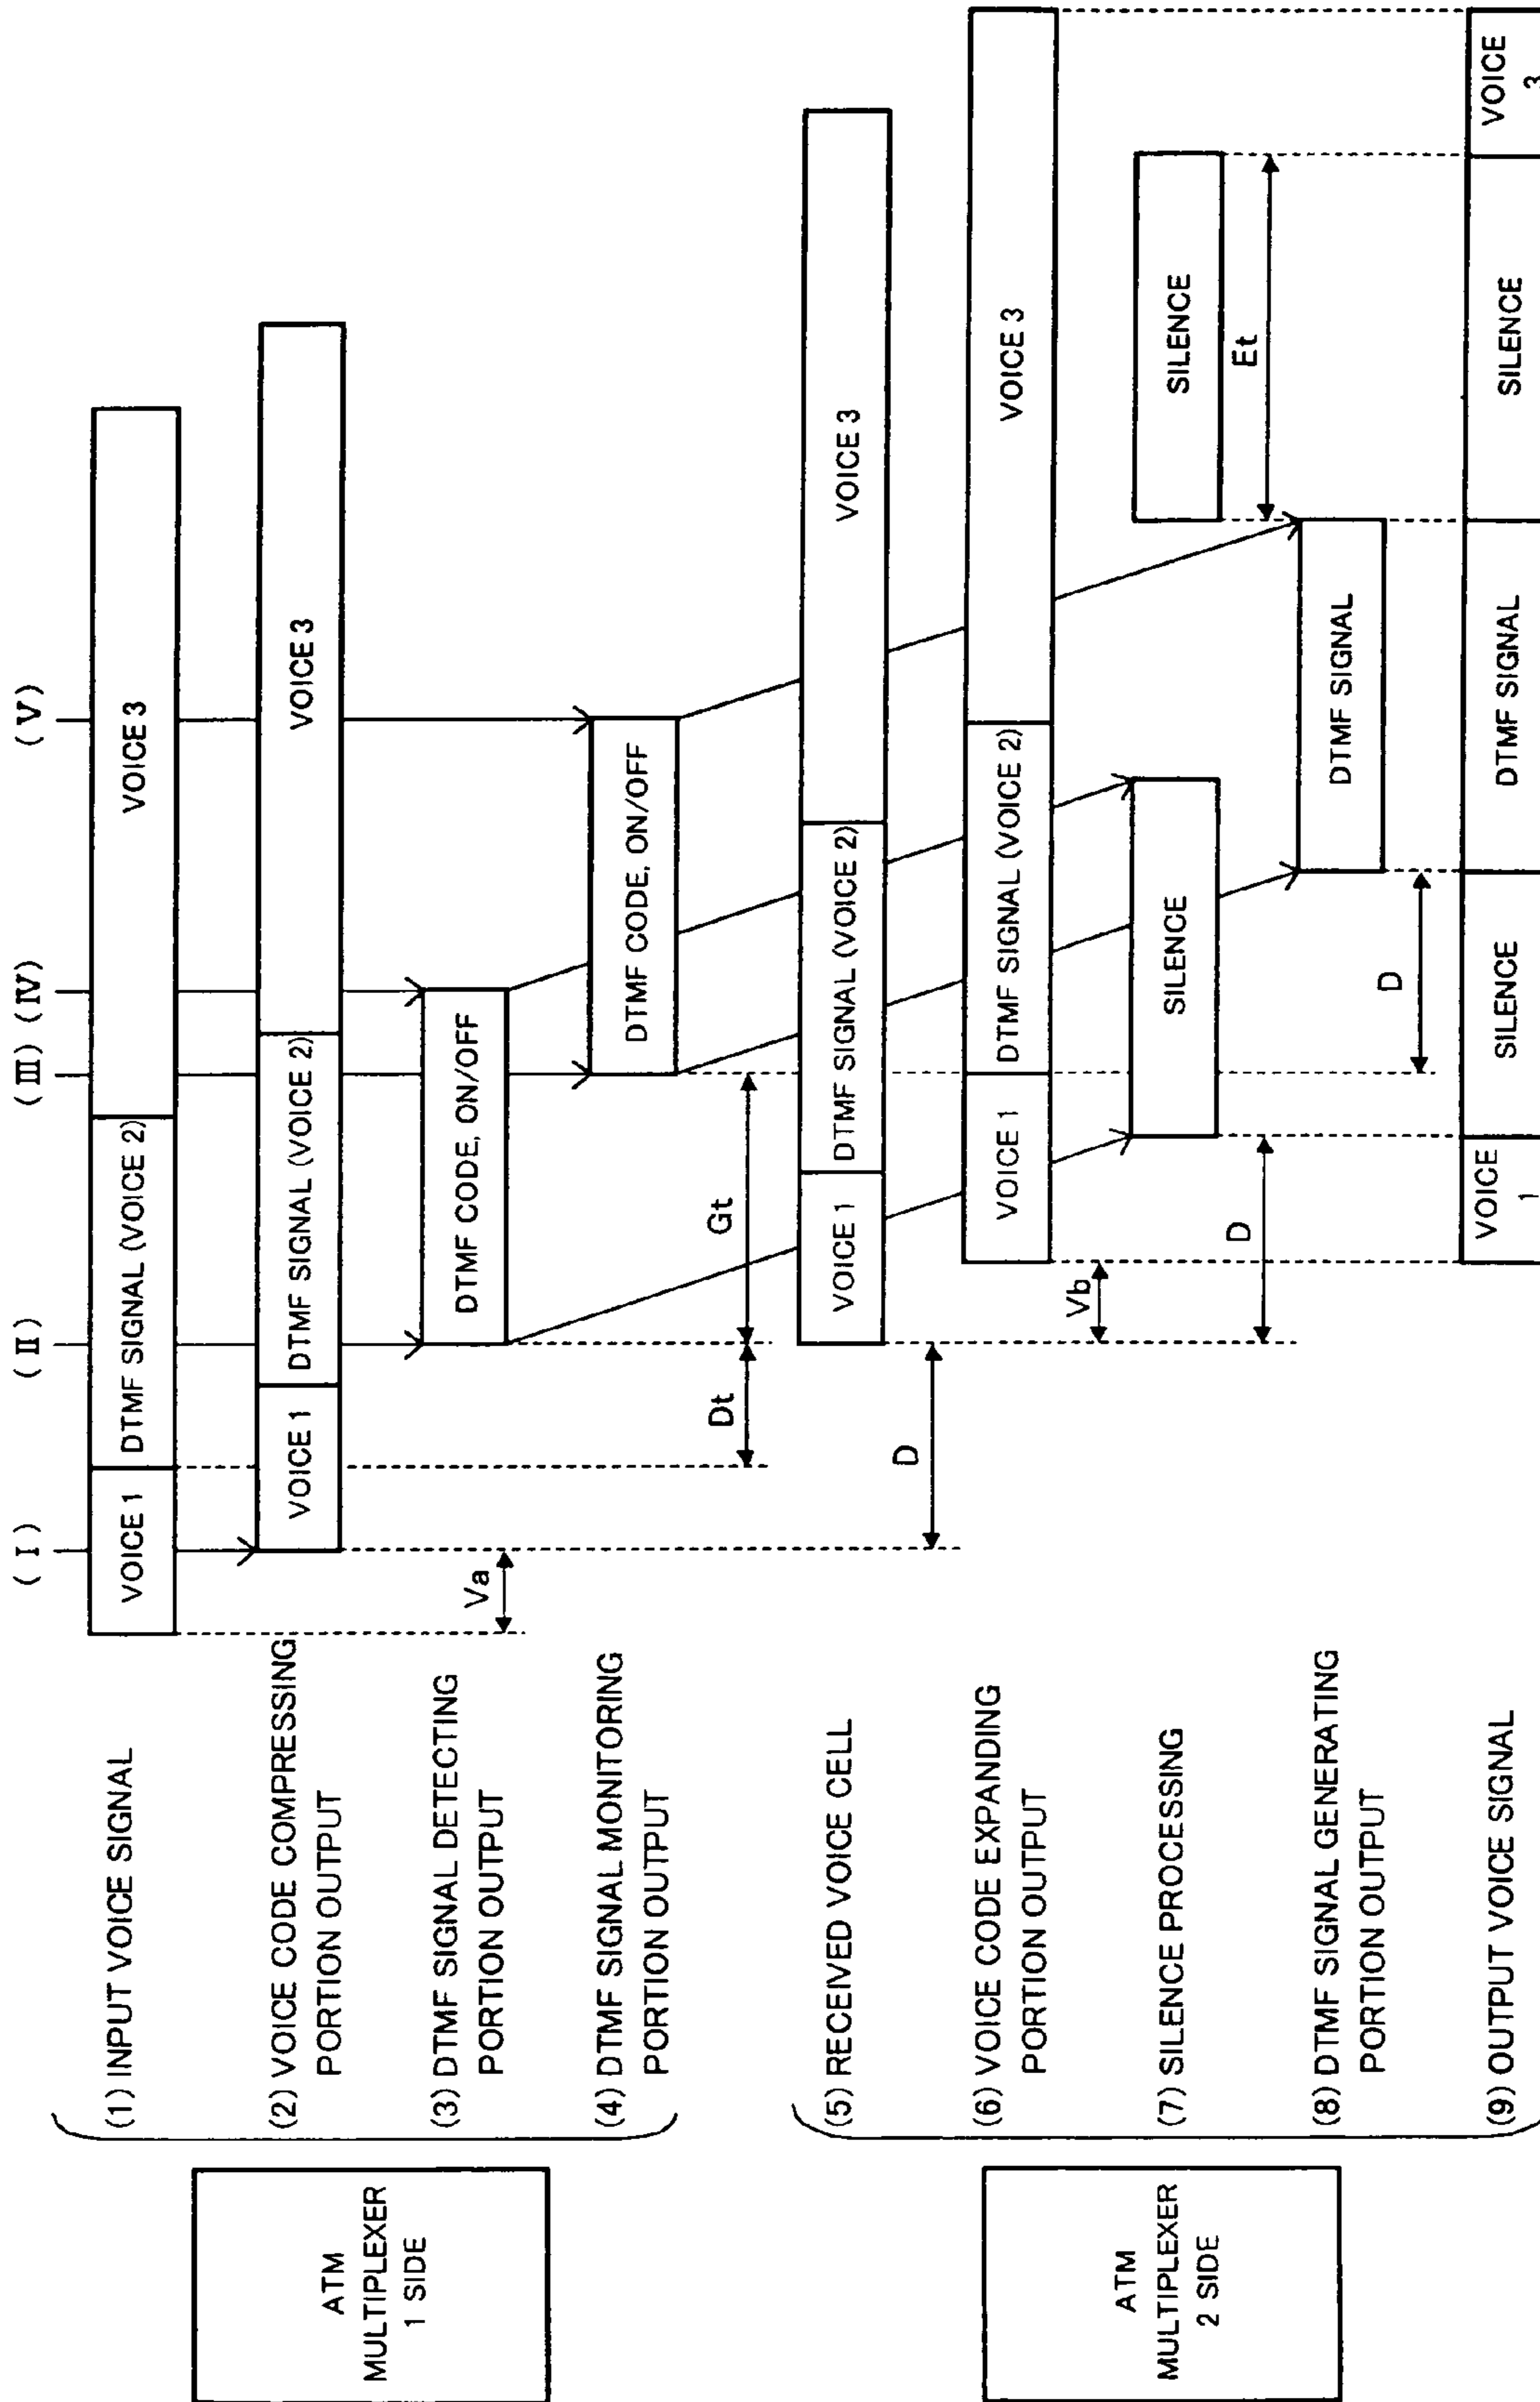 (I) (II) (III) (IV) (V)
ATM
MULTIPLEXER
1 SIDE
(1) INPUT VOICE SIGNAL
VOICE 1 DTMF SIGNAL (VOICE 2) VOICE 3
(2) VOICE CODE COMPRESSING
PORTION OUTPUT
VOICE 1 DTMF SIGNAL (VOICE 2) VOICE 3
(3) DTMF SIGNAL DETECTING
PORTION OUTPUT
DTMF CODE, ON/OFF
Va
(4) DTMF SIGNAL MONITORING
PORTION OUTPUT
DTMF CODE, ON/OFF
Dt Gt
ATM
MULTIPLEXER
2 SIDE
(5) RECEIVED VOICE CELL
VOICE 1 DTMF SIGNAL (VOICE 2) VOICE 3
D
(6) VOICE CODE EXPANDING
PORTION OUTPUT
VOICE 1 DTMF SIGNAL (VOICE 2) VOICE 3
Vb
(7) SILENCE PROCESSING
SILENCE SILENCE
D Et
(8) DTMF SIGNAL GENERATING
PORTION OUTPUT
DTMF SIGNAL
D
(9) OUTPUT VOICE SIGNAL
VOICE
1
SILENCE DTMF SIGNAL SILENCE
VOICE
3